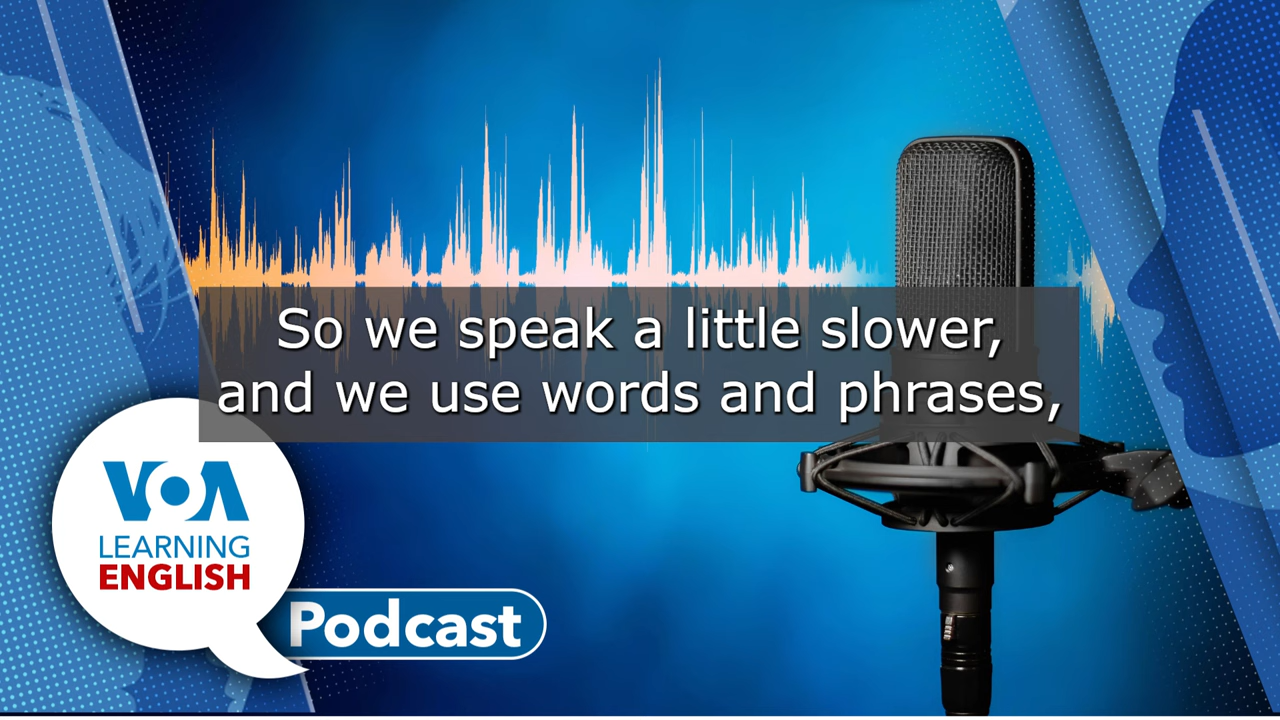 So we speak a little slower,
and we use words and phrases,
VOA
LEARNING
ENGLISH
Podcast